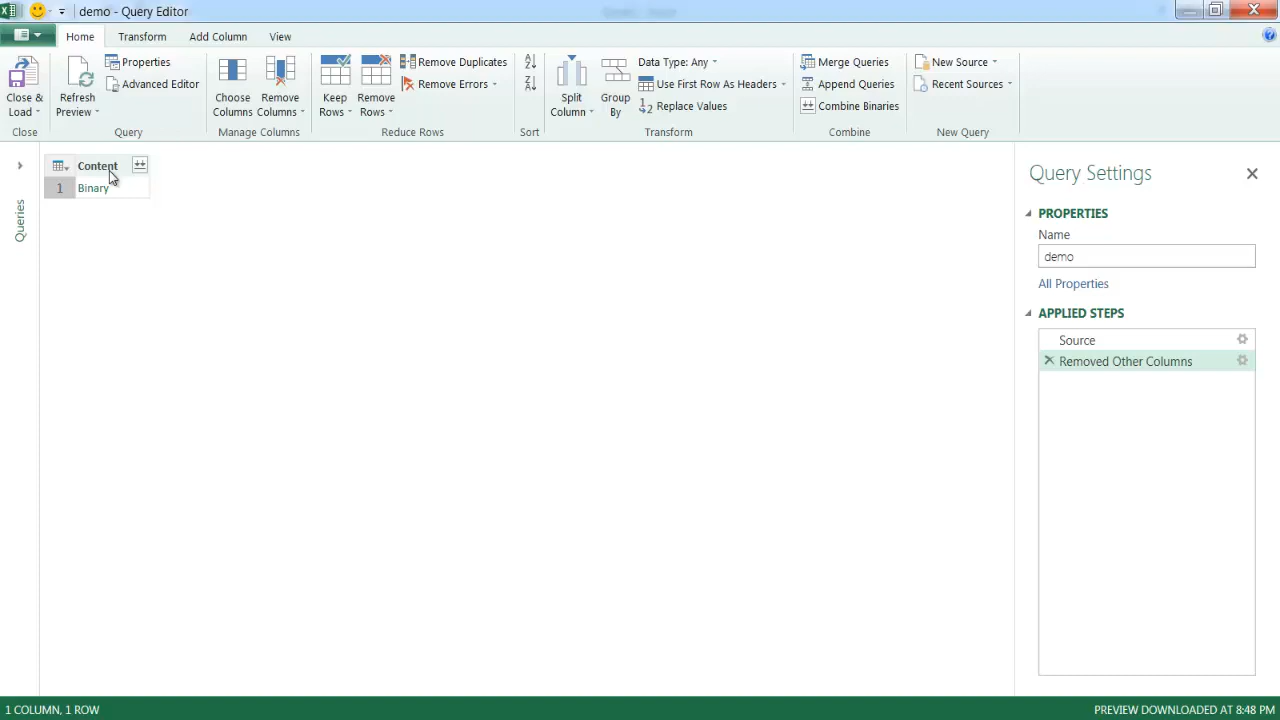 demo - Query Editor
Home Transform Add Column View
Close & Load
Refresh Preview
Properties
Advanced Editor
Choose Columns
Remove Columns
Keep Rows
Remove Rows
Remove Duplicates
Remove Errors
Split Column
Group By
Data Type: Any
Use First Row As Headers
1 2 Replace Values
Merge Queries
Append Queries
Combine Binaries
New Source
Recent Sources
Close Query Manage Columns Reduce Rows Sort Transform Combine New Query
Queries
Content
1 Binary
Query Settings
PROPERTIES
Name
demo
All Properties
APPLIED STEPS
Source
Removed Other Columns
1 COLUMN, 1 ROW
PREVIEW DOWNLOADED AT 8:48 PM